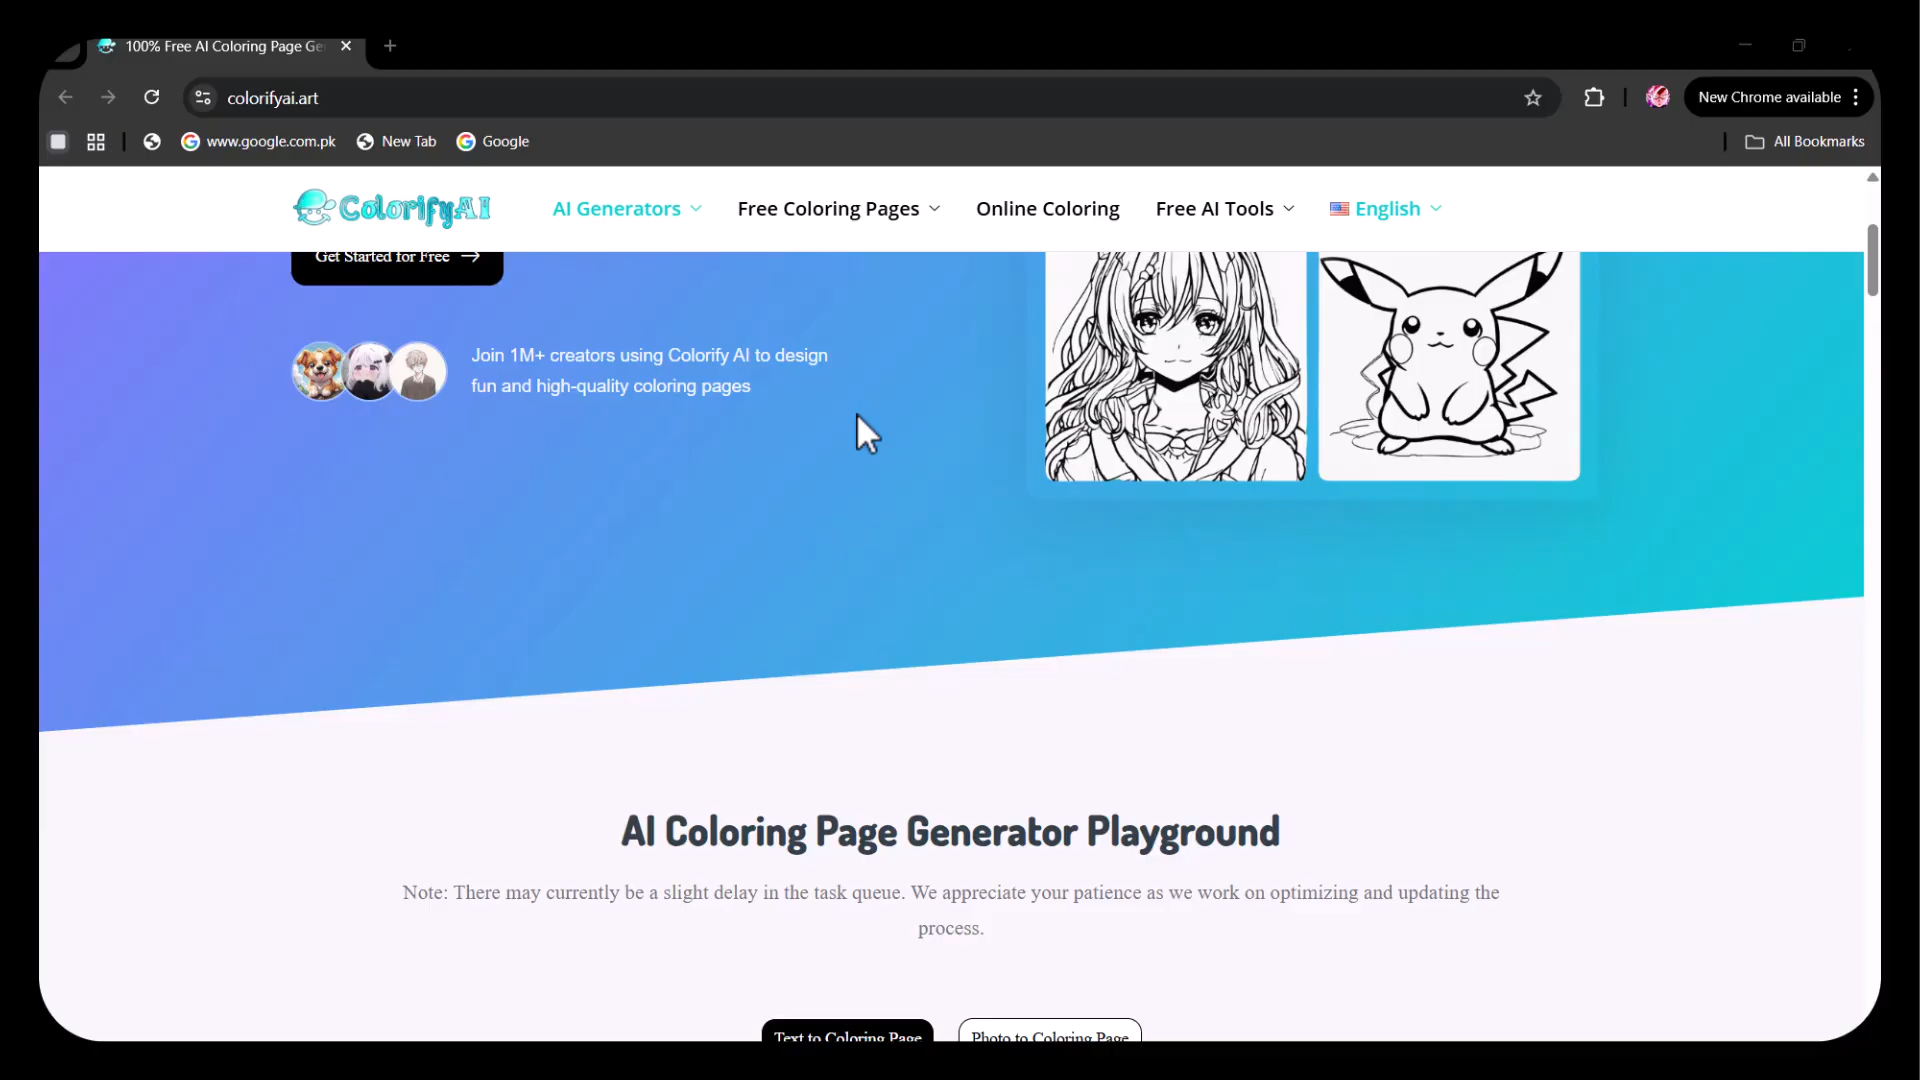 100% Free AI Coloring Page Ge
colorifyai.art
New Chrome available
www.google.com.pk
New Tab
Google
All Bookmarks
ColorifyAI
AI Generators
Free Coloring Pages
Online Coloring
Free AI Tools
English
Get Started for Free
Join 1M+ creators using Colorify AI to design
fun and high-quality coloring pages
AI Coloring Page Generator Playground
Note: There may currently be a slight delay in the task queue. We appreciate your patience as we work on optimizing and updating the
process.
Text to Coloring Page
Photo to Coloring Page